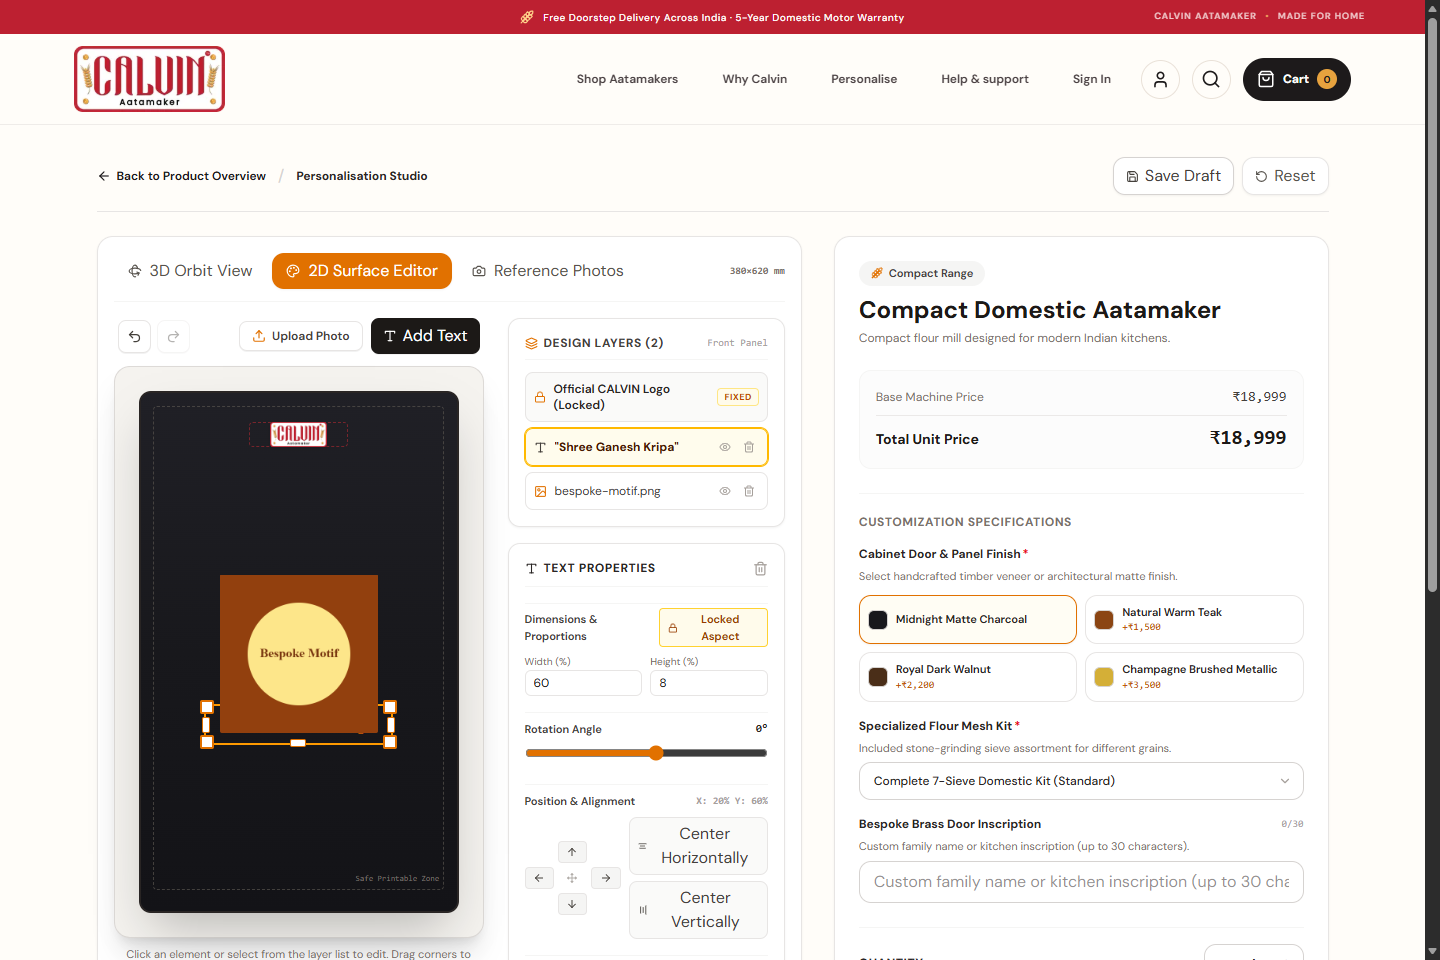 Free Doorstep Delivery Across India · 5-Year Domestic Motor Warranty
CALVIN AATAMAKER · MADE FOR HOME
CALVIN
Aatamaker
Shop Aatamakers
Why Calvin
Personalise
Help & support
Sign In
Cart 0
Back to Product Overview / Personalisation Studio
Save Draft
Reset
3D Orbit View
2D Surface Editor
Reference Photos
380×620 mm
Upload Photo
Add Text
CALVIN
Aatamaker
Bespoke Motif
Safe Printable Zone
Click an element or select from the layer list to edit. Drag corners to
DESIGN LAYERS (2)
Front Panel
Official CALVIN Logo
(Locked)
FIXED
"Shree Ganesh Kripa"
bespoke-motif.png
TEXT PROPERTIES
Dimensions &
Proportions
Locked
Aspect
Width (%)
Height (%)
60
8
Rotation Angle
0°
Position & Alignment
X: 20% Y: 60%
Center
Horizontally
Center
Vertically
Compact Range
Compact Domestic Aatamaker
Compact flour mill designed for modern Indian kitchens.
Base Machine Price
₹18,999
Total Unit Price
₹18,999
CUSTOMIZATION SPECIFICATIONS
Cabinet Door & Panel Finish *
Select handcrafted timber veneer or architectural matte finish.
Midnight Matte Charcoal
Natural Warm Teak
+₹1,500
Royal Dark Walnut
+₹2,200
Champagne Brushed Metallic
+₹3,500
Specialized Flour Mesh Kit *
Included stone-grinding sieve assortment for different grains.
Complete 7-Sieve Domestic Kit (Standard)
Bespoke Brass Door Inscription
0/30
Custom family name or kitchen inscription (up to 30 characters).
Custom family name or kitchen inscription (up to 30 cha